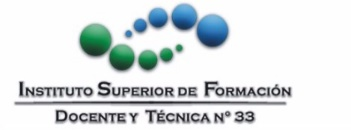 Instituto Superior de Formación
Docente y Técnica n° 33